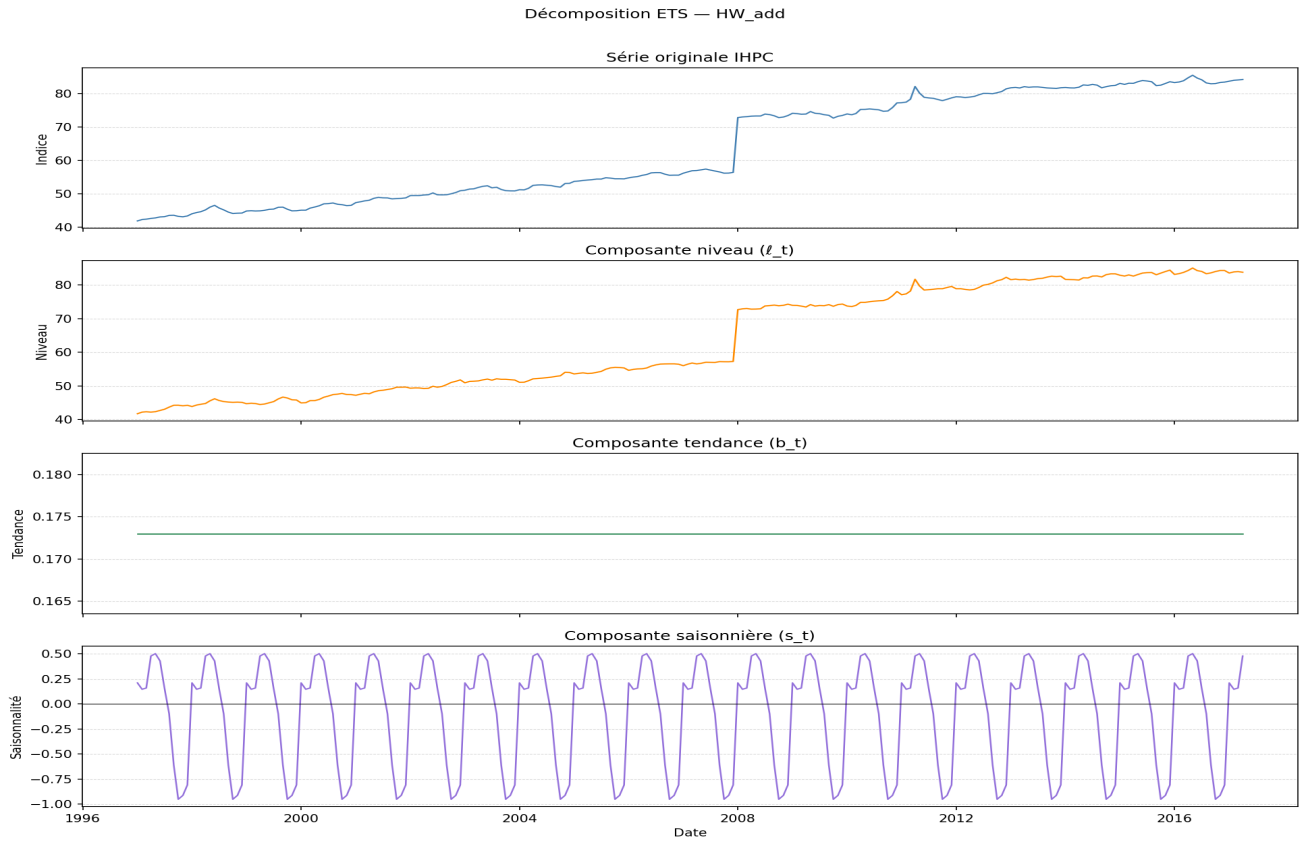 Décomposition ETS — HW_add
Série originale IHPC
Indice
80
70
60
50
40
Composante niveau (ℓ_t)
Niveau
80
70
60
50
40
Composante tendance (b_t)
Tendance
0.180
0.175
0.170
0.165
Composante saisonnière (s_t)
Saisonnalité
0.50
0.25
0.00
−0.25
−0.50
−0.75
−1.00
1996 2000 2004 2008 2012 2016
Date